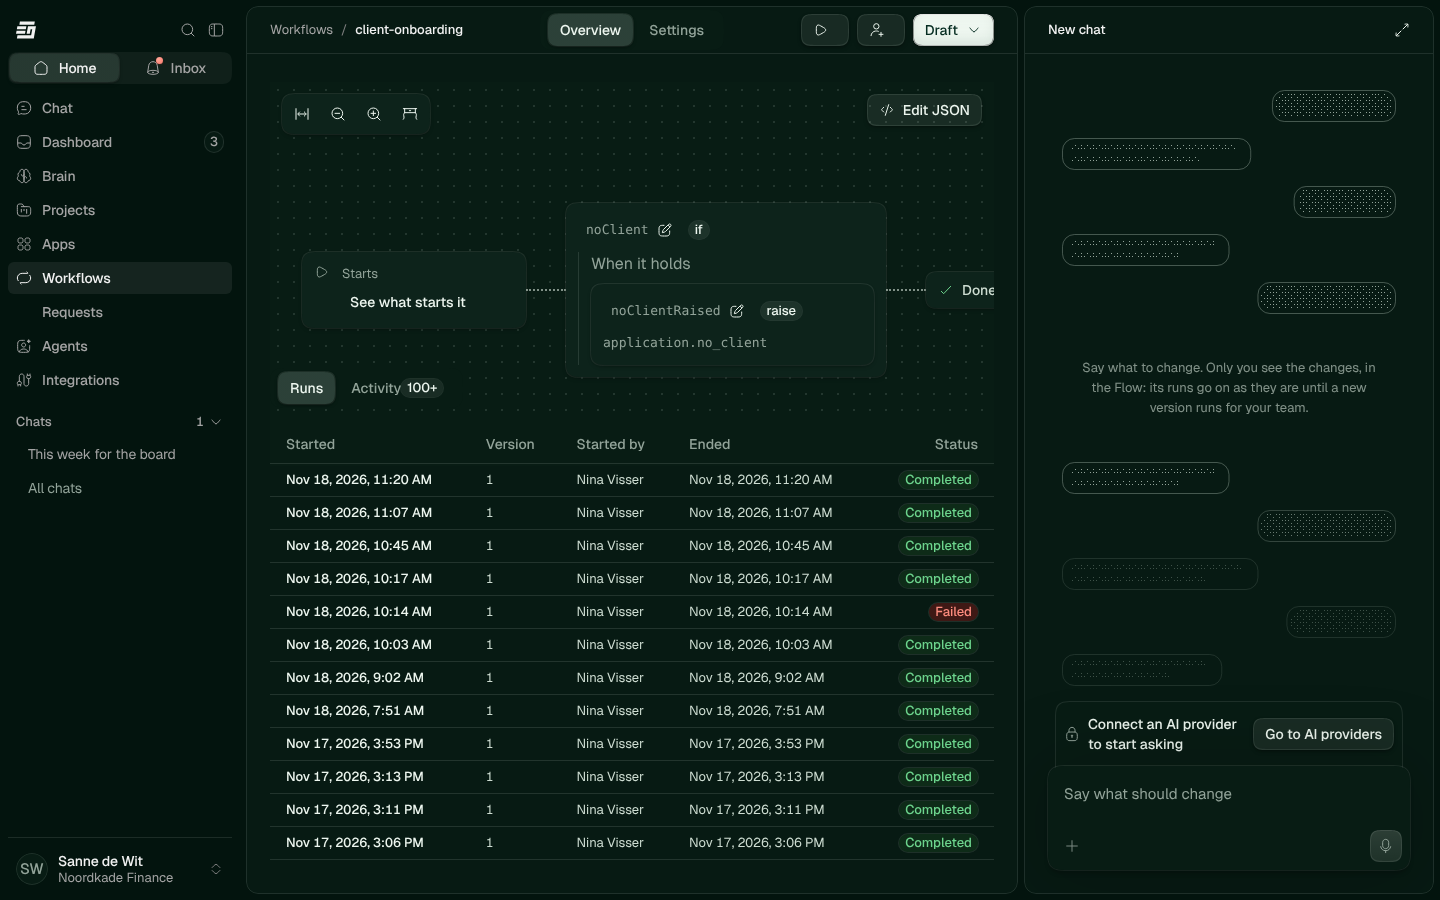 Home
Inbox
Chat
Dashboard
3
Brain
Projects
Apps
Workflows
Requests
Agents
Integrations
Chats
1
This week for the board
All chats
SW
Sanne de Wit
Noordkade Finance
Workflows / client-onboarding
Overview
Settings
Draft
Edit JSON
Starts
See what starts it
noClient
if
When it holds
noClientRaised
raise
application.no_client
Done
Runs
Activity 100+
Started Version Started by Ended Status
Nov 18, 2026, 11:20 AM 1 Nina Visser Nov 18, 2026, 11:20 AM Completed
Nov 18, 2026, 11:07 AM 1 Nina Visser Nov 18, 2026, 11:07 AM Completed
Nov 18, 2026, 10:45 AM 1 Nina Visser Nov 18, 2026, 10:45 AM Completed
Nov 18, 2026, 10:17 AM 1 Nina Visser Nov 18, 2026, 10:17 AM Completed
Nov 18, 2026, 10:14 AM 1 Nina Visser Nov 18, 2026, 10:14 AM Failed
Nov 18, 2026, 10:03 AM 1 Nina Visser Nov 18, 2026, 10:03 AM Completed
Nov 18, 2026, 9:02 AM 1 Nina Visser Nov 18, 2026, 9:02 AM Completed
Nov 18, 2026, 7:51 AM 1 Nina Visser Nov 18, 2026, 7:51 AM Completed
Nov 17, 2026, 3:53 PM 1 Nina Visser Nov 17, 2026, 3:53 PM Completed
Nov 17, 2026, 3:13 PM 1 Nina Visser Nov 17, 2026, 3:13 PM Completed
Nov 17, 2026, 3:11 PM 1 Nina Visser Nov 17, 2026, 3:11 PM Completed
Nov 17, 2026, 3:06 PM 1 Nina Visser Nov 17, 2026, 3:06 PM Completed
New chat
Say what to change. Only you see the changes, in
the Flow: its runs go on as they are until a new
version runs for your team.
Connect an AI provider
to start asking
Go to AI providers
Say what should change